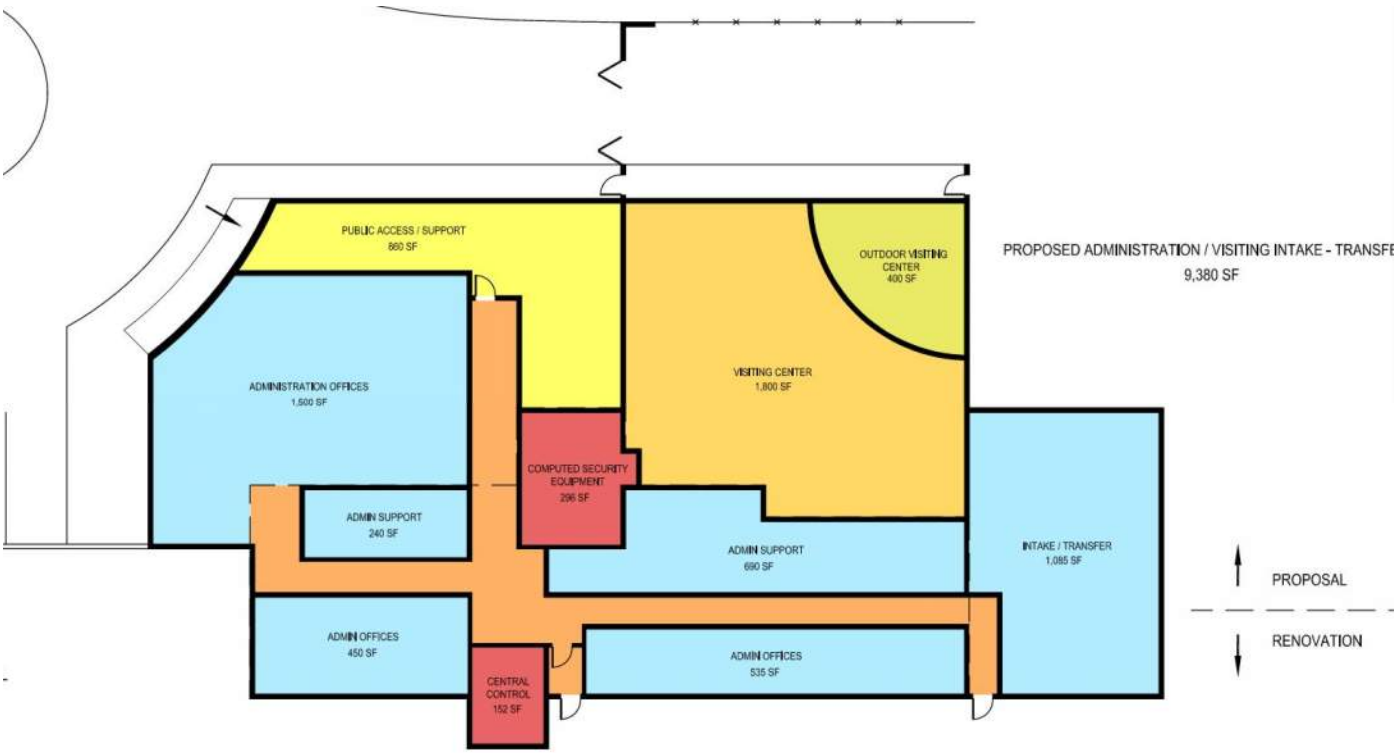 PUBLIC ACCESS / SUPPORT
860 SF
OUTDOOR VISITING
CENTER
400 SF
PROPOSED ADMINISTRATION / VISITING INTAKE - TRANSFE
9,380 SF
ADMINISTRATION OFFICES
1,500 SF
VISITING CENTER
1,800 SF
COMPUTED SECURITY
EQUIPMENT
296 SF
ADMIN SUPPORT
240 SF
ADMIN SUPPORT
690 SF
INTAKE / TRANSFER
1,085 SF
PROPOSAL
RENOVATION
ADMIN OFFICES
450 SF
ADMIN OFFICES
535 SF
CENTRAL
CONTROL
152 SF